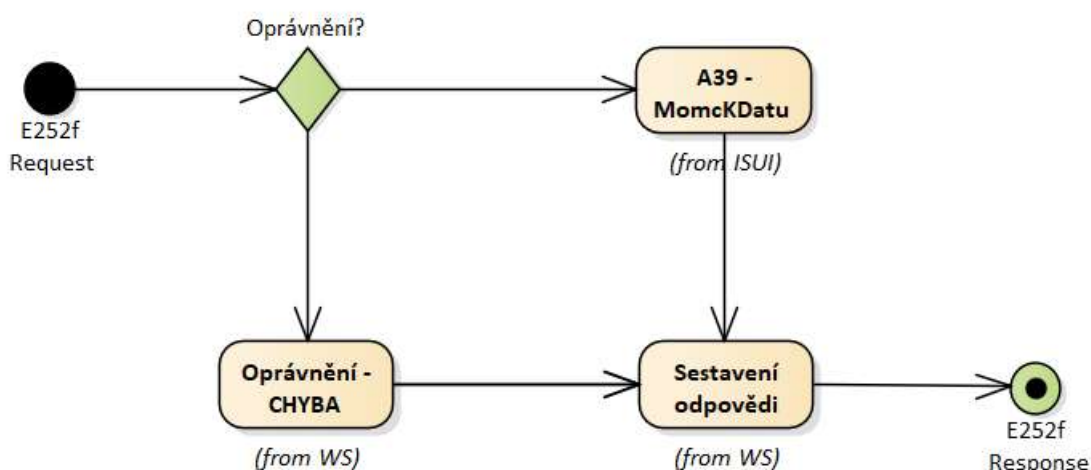 Oprávnění?
E252f
Request
A39 -
MomcKDatu
(from ISUI)
Oprávnění -
CHYBA
(from WS)
Sestavení
odpovědi
(from WS)
E252f
Response